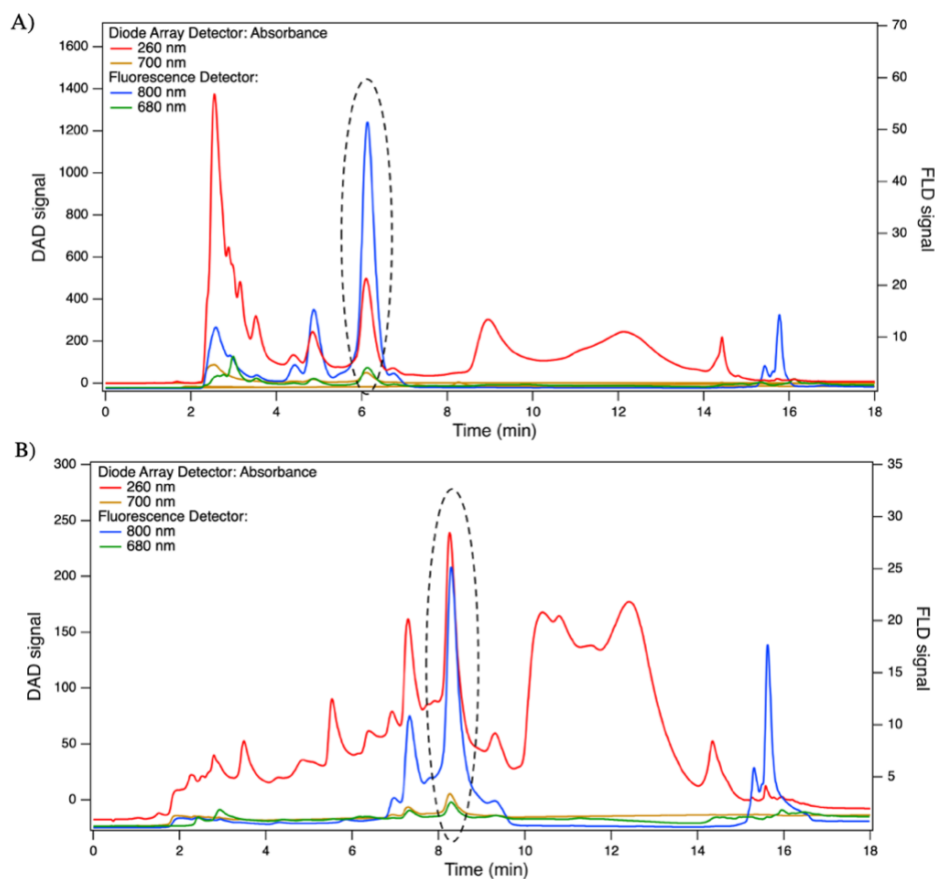 A)
Diode Array Detector: Absorbance
260 nm
700 nm
Fluorescence Detector:
800 nm
680 nm
1600
1400
1200
1000
800
600
400
200
0
DAD signal
70
60
50
40
30
20
10
FLD signal
0 2 4 6 8 10 12 14 16 18
Time (min)
B)
Diode Array Detector: Absorbance
260 nm
700 nm
Fluorescence Detector:
800 nm
680 nm
300
250
200
150
100
50
0
DAD signal
35
30
25
20
15
10
5
FLD signal
0 2 4 6 8 10 12 14 16 18
Time (min)